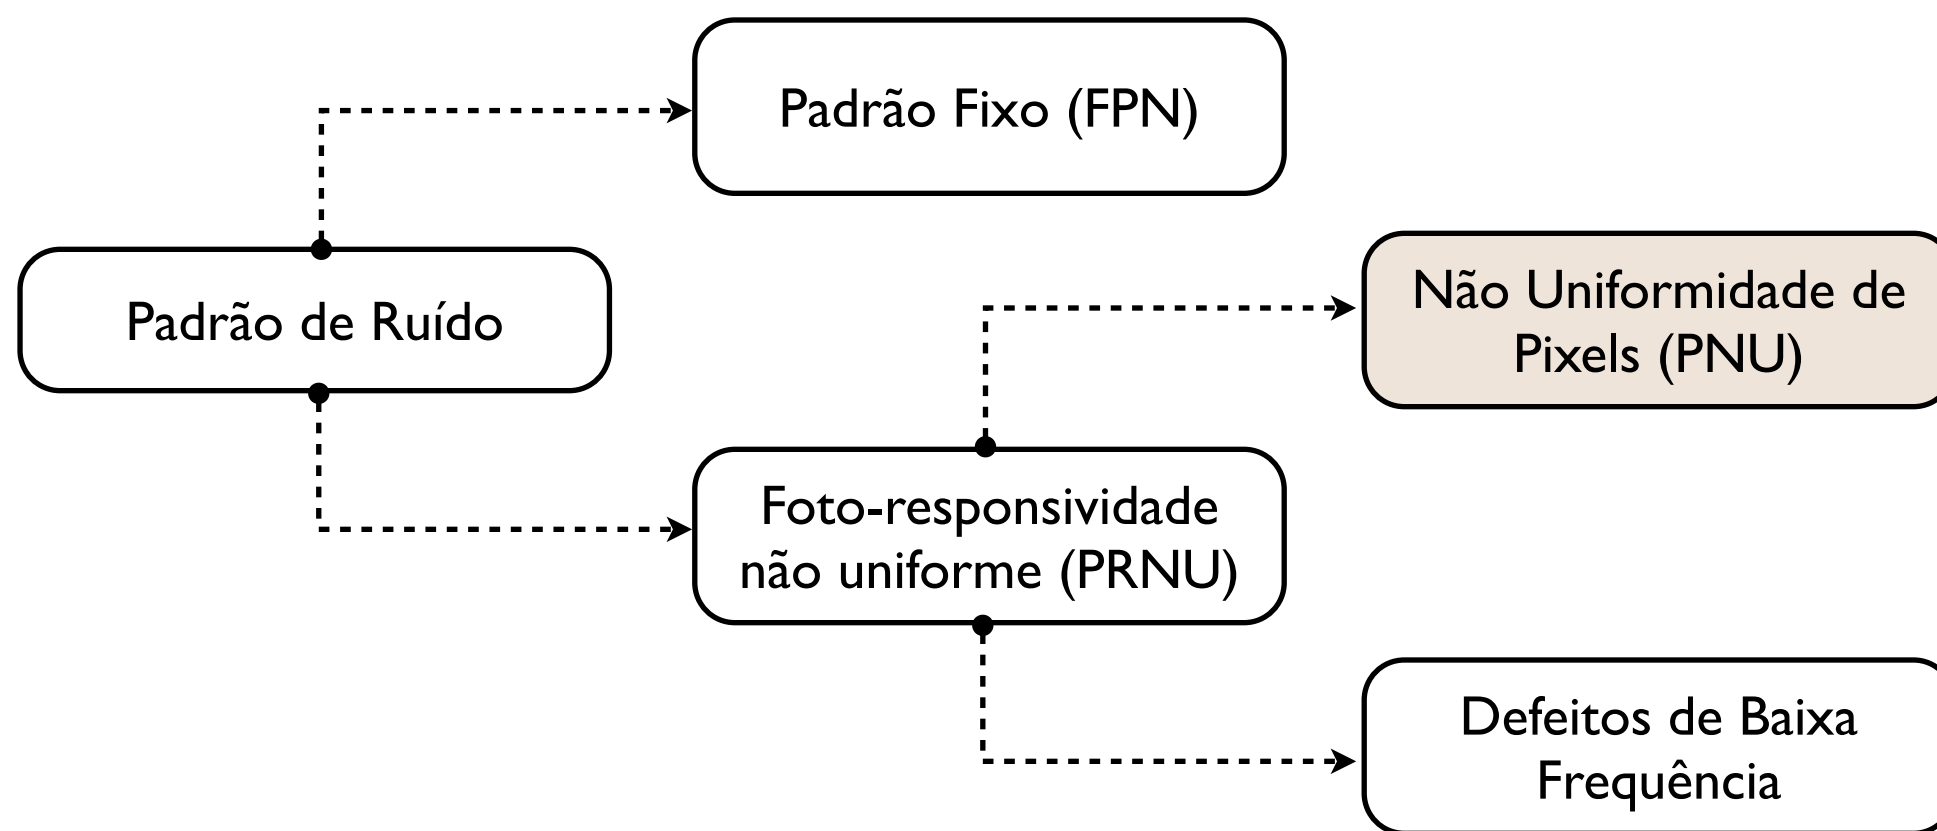 Padrão Fixo (FPN)
Padrão de Ruído
Não Uniformidade de
Pixels (PNU)
Foto-responsividade
não uniforme (PRNU)
Defeitos de Baixa
Frequência